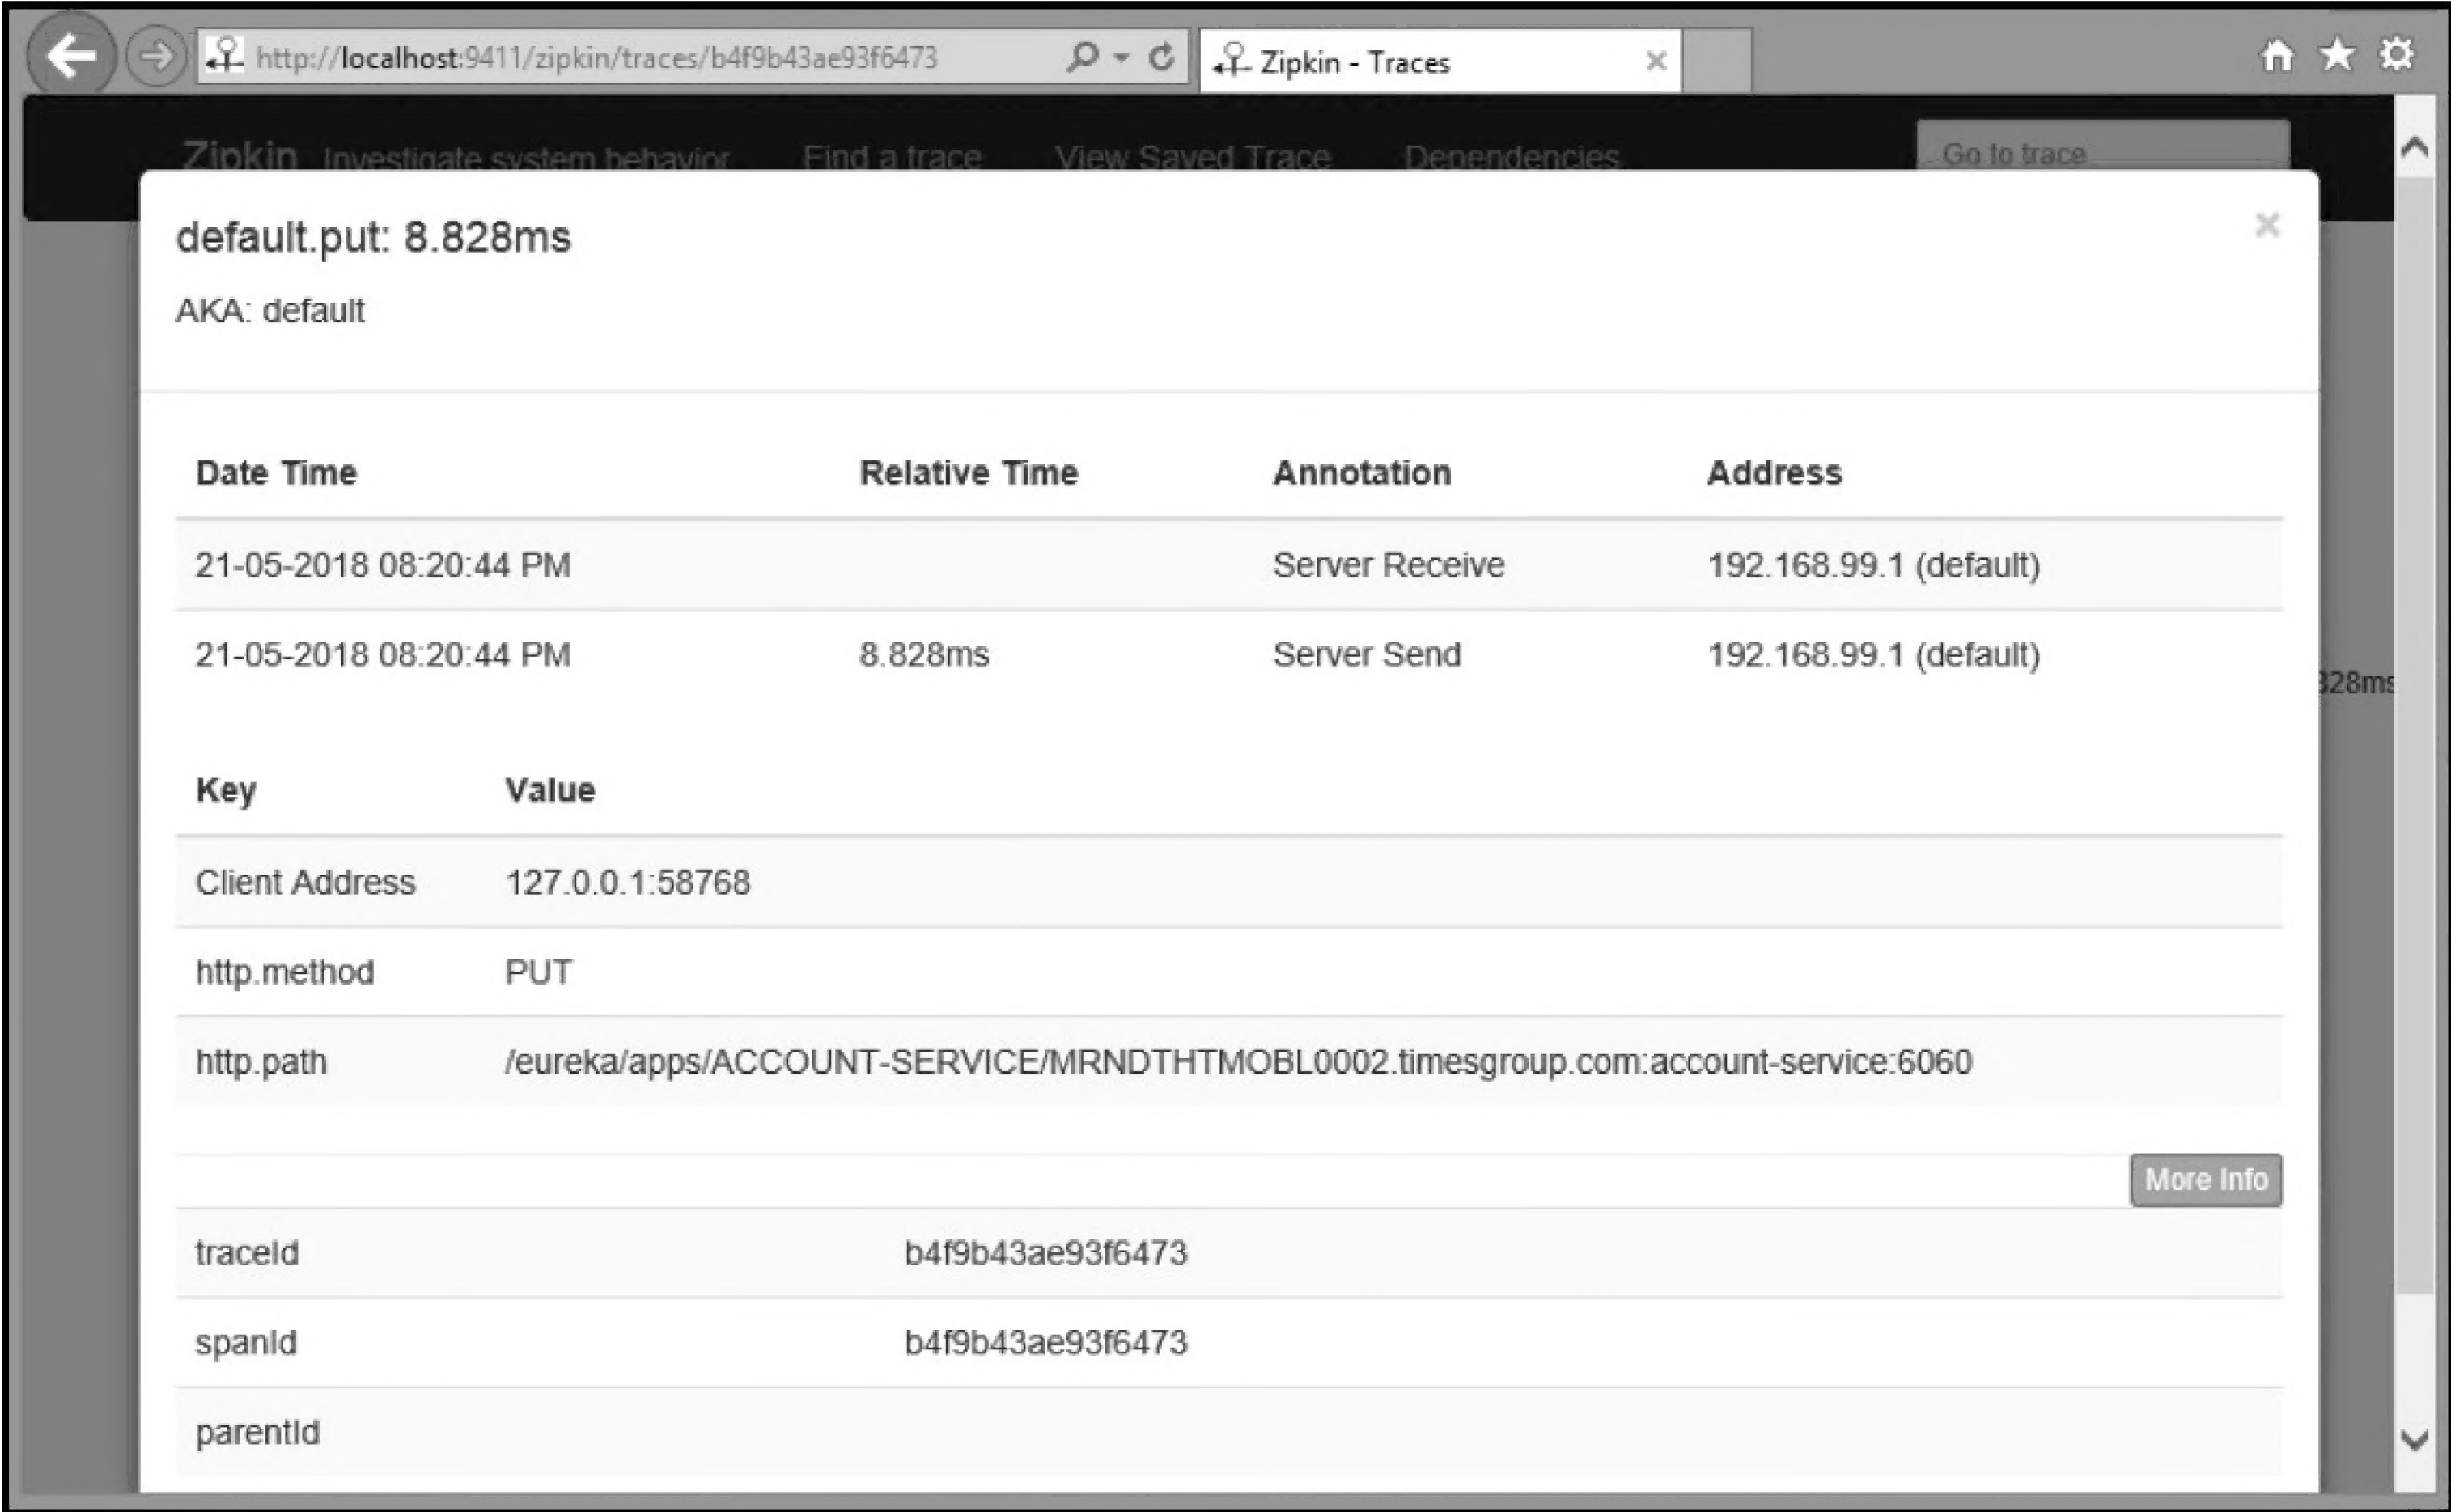 http://localhost:9411/zipkin/traces/b4f9b43ae93f6473
Zipkin - Traces
Zipkin Investigate system behavior Find a trace View Saved Trace Dependencies Go to trace
default.put: 8.828ms
AKA: default
Date Time Relative Time Annotation Address
21-05-2018 08:20:44 PM Server Receive 192.168.99.1 (default)
21-05-2018 08:20:44 PM 8.828ms Server Send 192.168.99.1 (default)
328ms
Key Value
Client Address 127.0.0.1:58768
http.method PUT
http.path /eureka/apps/ACCOUNT-SERVICE/MRNDTHTMOBL0002.timesgroup.com:account-service:6060
More Info
traceId b4f9b43ae93f6473
spanId b4f9b43ae93f6473
parentId